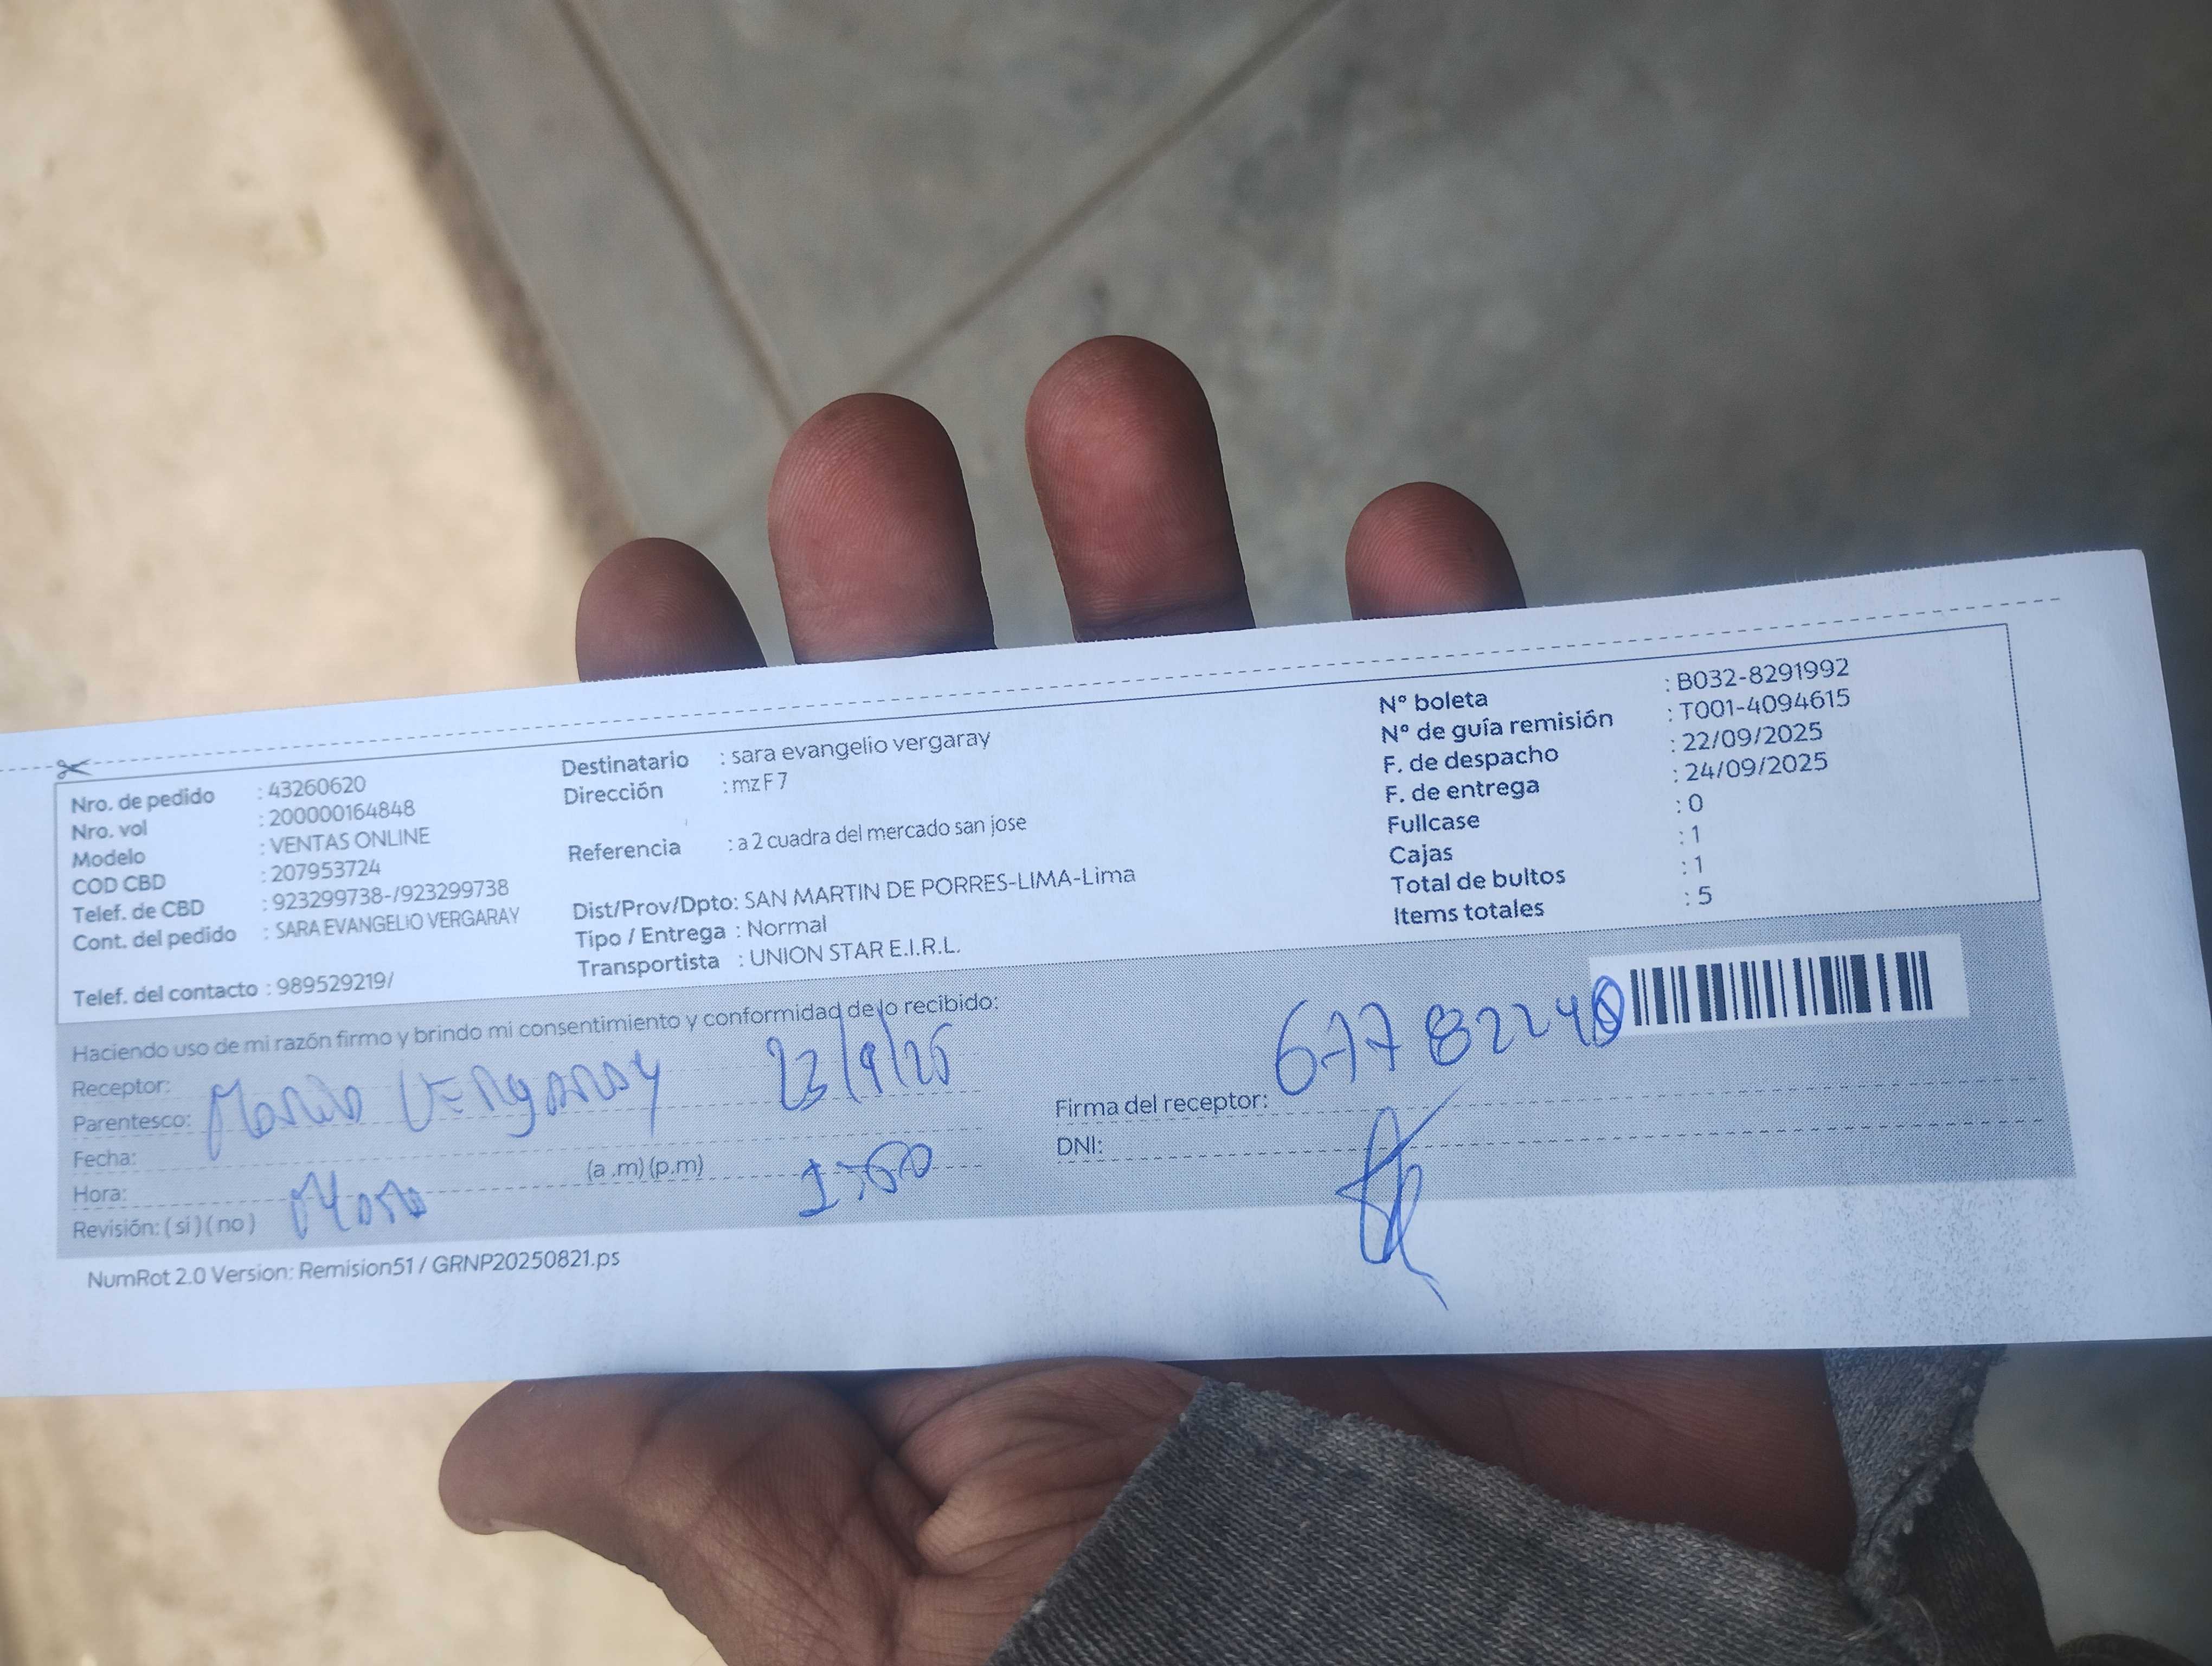 Nro. de pedido : 43260620
Nro. vol : 200000164848
Modelo : VENTAS ONLINE
COD CBD : 207953724
Telef. de CBD : 923299738-/923299738
Cont. del pedido : SARA EVANGELIO VERGARAY
Telef. del contacto : 989529219/
Destinatario : sara evangelio vergaray
Dirección : mz F 7
Referencia : a 2 cuadra del mercado san jose
Dist/Prov/Dpto: SAN MARTIN DE PORRES-LIMA-Lima
Tipo / Entrega : Normal
Transportista : UNION STAR E.I.R.L.
N° boleta : B032-8291992
N° de guía remisión : T001-4094615
F. de despacho : 22/09/2025
F. de entrega : 24/09/2025
Fullcase : 0
Cajas : 1
Total de bultos : 1
Items totales : 5
Haciendo uso de mi razón firmo y brindo mi consentimiento y conformidad de lo recibido:
Receptor:
Parentesco: Vergaray 23/9/25
Fecha:
Hora: (a .m) (p.m)
Revisión: ( si ) ( no )
Firma del receptor:
DNI:
NumRot 2.0 Version: Remision51 / GRNP20250821.ps